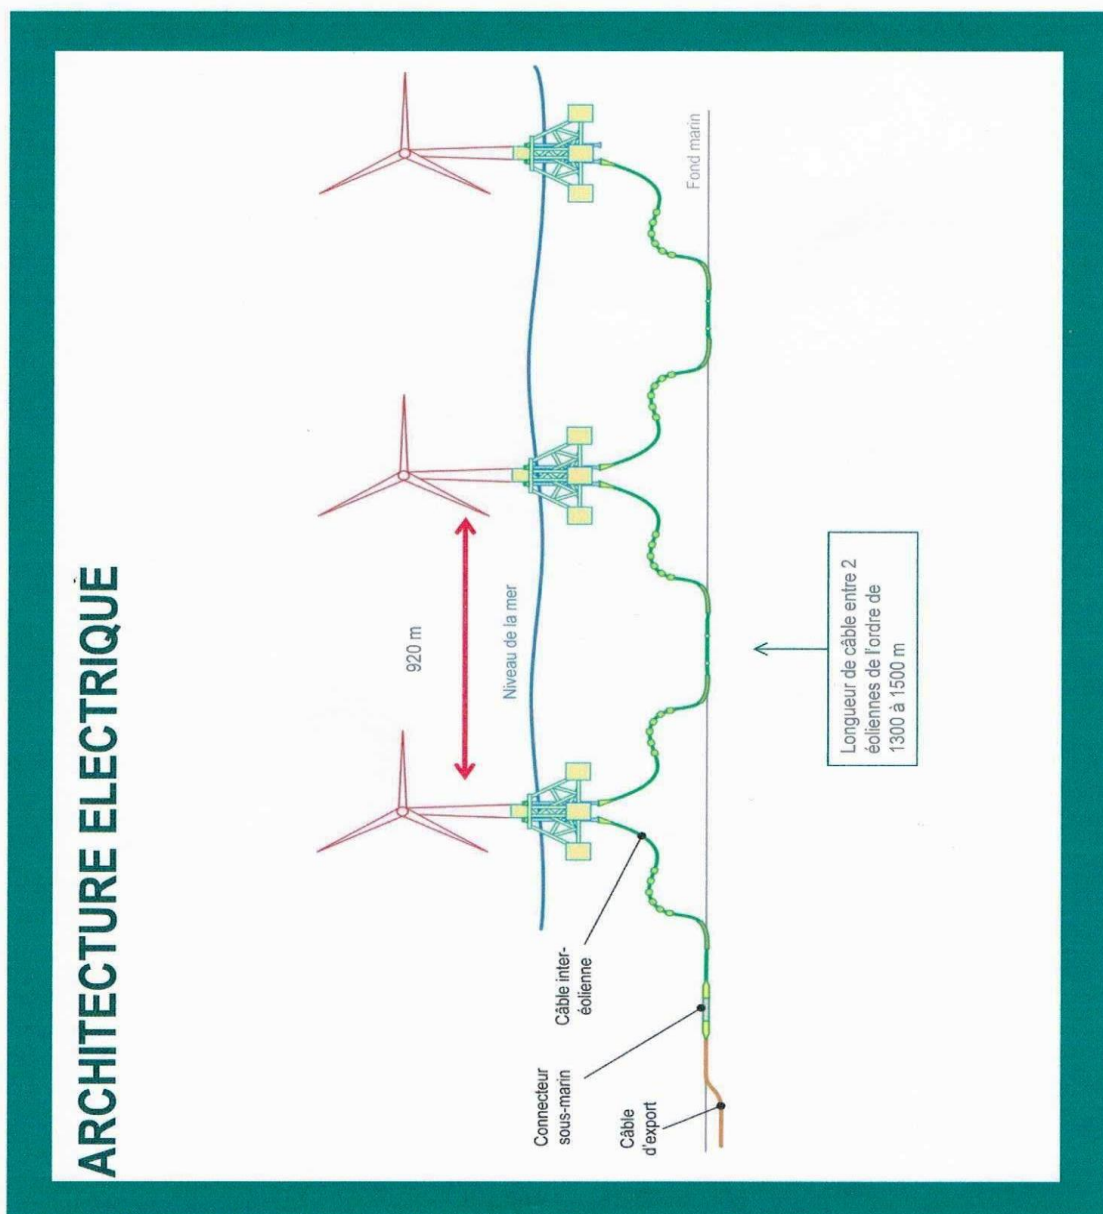 ARCHITECTURE ELECTRIQUE
920 m
Niveau de la mer
Fond marin
Câble inter-
éolienne
Connecteur
sous-marin
Câble
d'export
Longueur de câble entre 2
éoliennes de l'ordre de
1300 à 1500 m